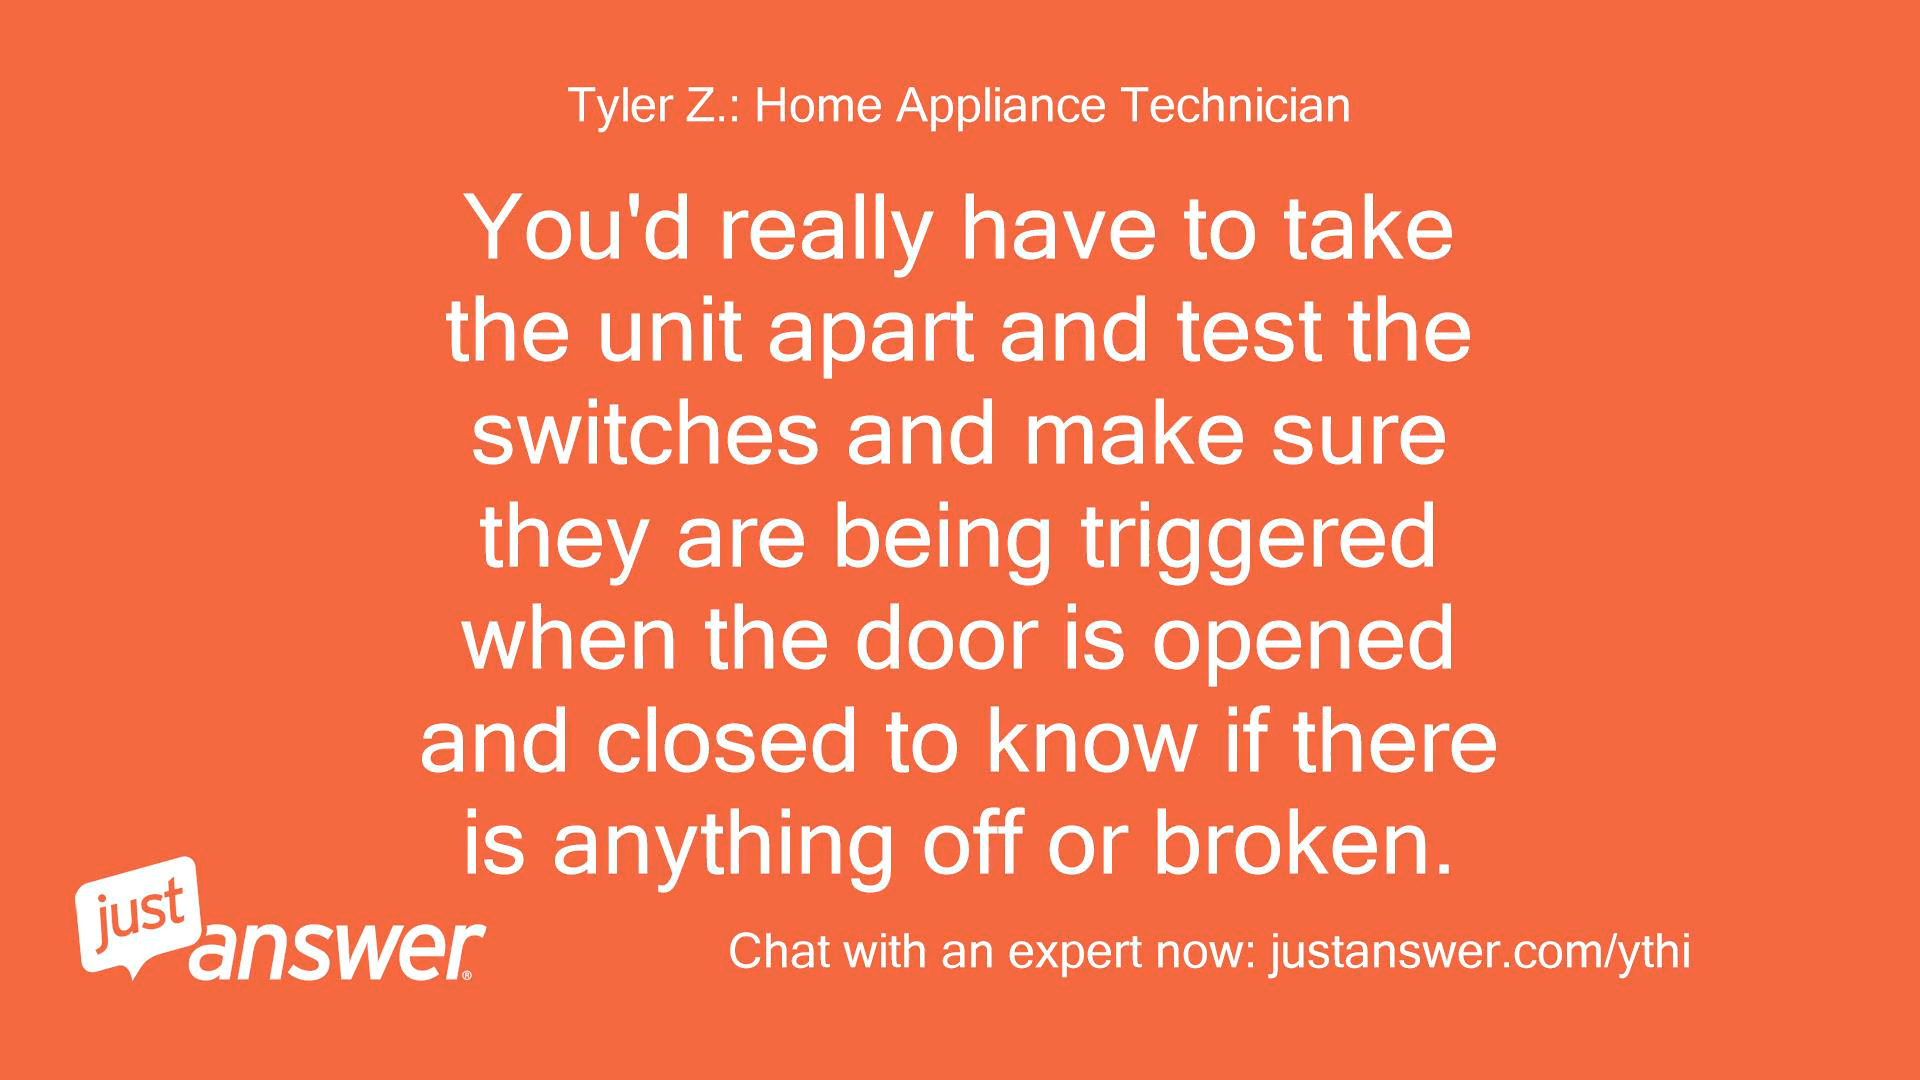 Tyler Z.: Home Appliance Technician
You'd really have to take
the unit apart and test the
switches and make sure
they are being triggered
when the door is opened
and closed to know if there
is anything off or broken.
just
answer®
Chat with an expert now: justanswer.com/ythi